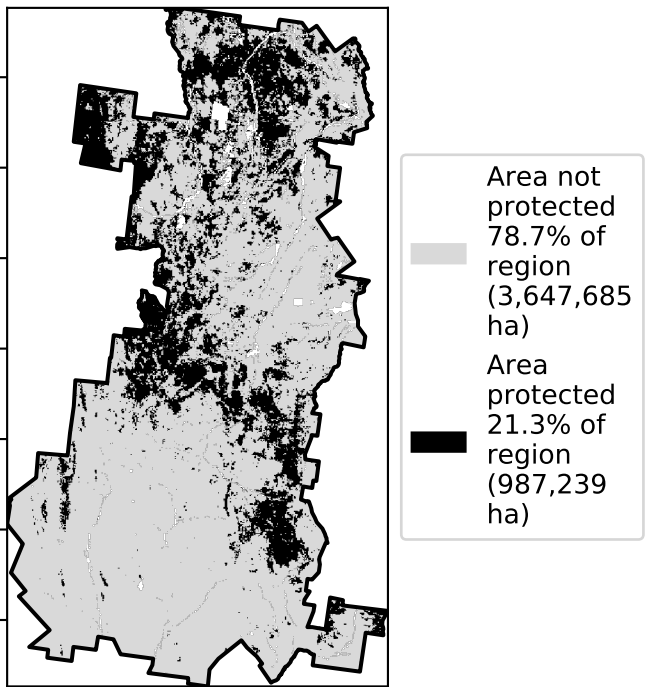 Area not
protected
78.7% of
region
(3,647,685
ha)
Area
protected
21.3% of
region
(987,239
ha)